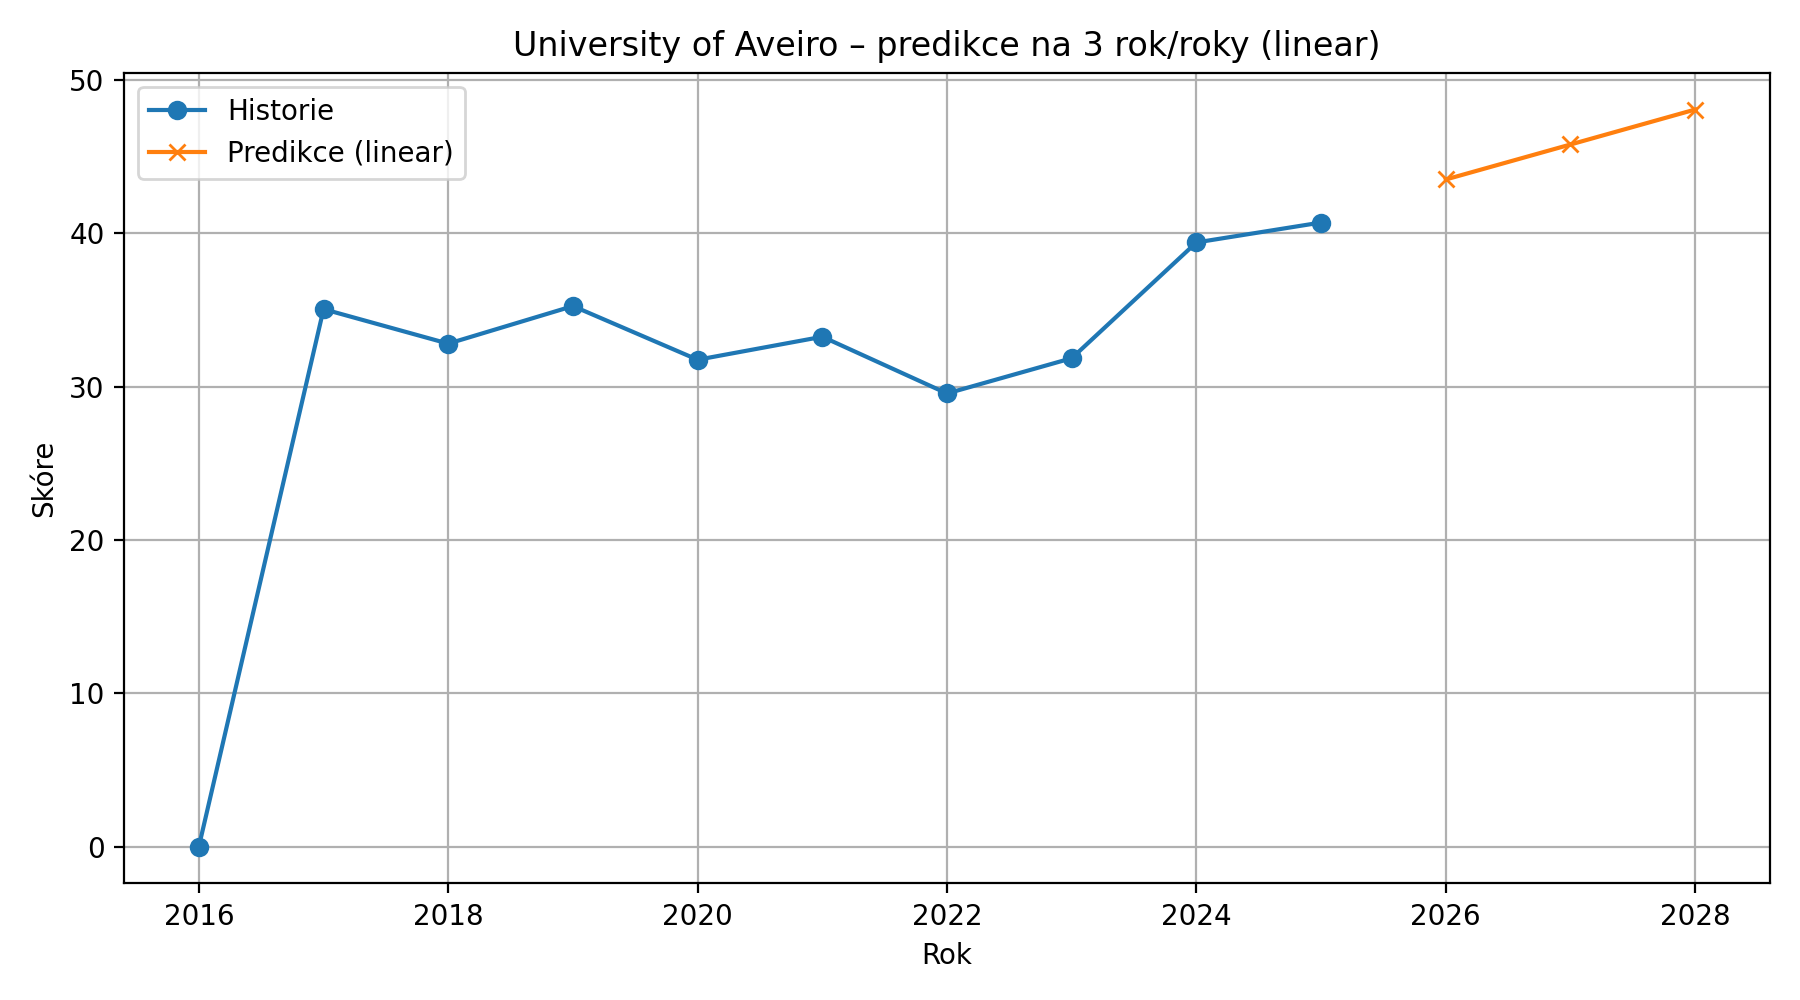 University of Aveiro – predikce na 3 rok/roky (linear)
Historie
Predikce (linear)
Skóre
50
40
30
20
10
0
2016 2018 2020 2022 2024 2026 2028
Rok